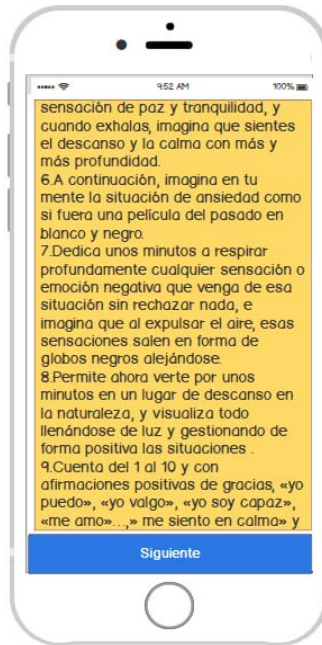 9:52 AM
100%
sensación de paz y tranquilidad, y
cuando exhalas, imagina que sientes
el descanso y la calma con más y
más profundidad.
6.A continuación, imagina en tu
mente la situación de ansiedad como
si fuera una película del pasado en
blanco y negro.
7.Dedica unos minutos a respirar
profundamente cualquier sensación o
emoción negativa que venga de esa
situación sin rechazar nada, e
imagina que al expulsar el aire, esas
sensaciones salen en forma de
globos negros alejándose.
8.Permite ahora verte por unos
minutos en un lugar de descanso en
la naturaleza, y visualiza todo
llenándose de luz y gestionando de
forma positiva las situaciones .
9.Cuenta del 1 al 10 y con
afirmaciones positivas de gracias, «yo
puedo», «yo valgo», «yo soy capaz»,
«me amo»...,» me siento en calma» y
Siguiente